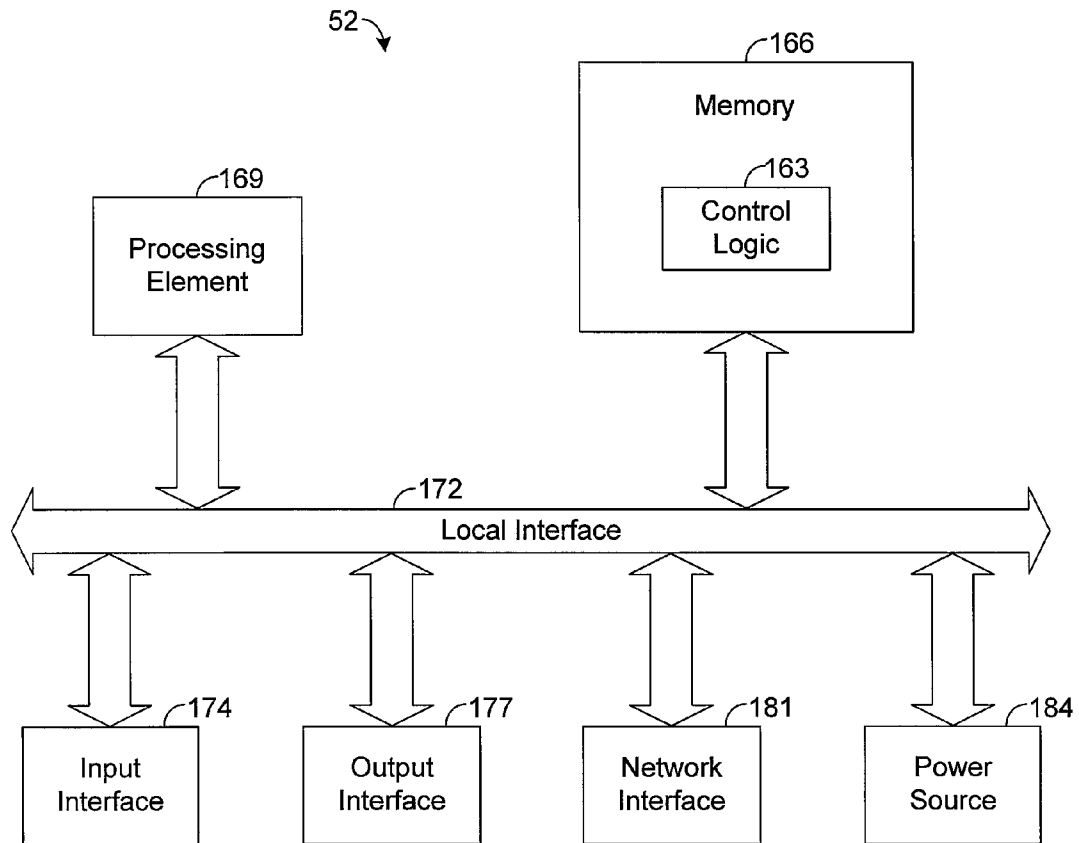 52
166
Memory
163
Control
Logic
169
Processing
Element
172
Local Interface
174
Input
Interface
177
Output
Interface
181
Network
Interface
184
Power
Source